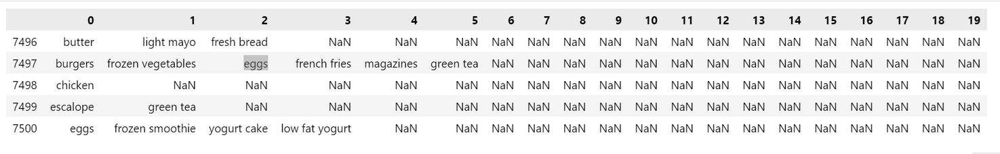 0 1 2 3 4 5 6 7 8 9 10 11 12 13 14 15 16 17 18 19
7496 butter light mayo fresh bread NaN NaN NaN NaN NaN NaN NaN NaN NaN NaN NaN NaN NaN NaN NaN NaN NaN
7497 burgers frozen vegetables eggs french fries magazines green tea NaN NaN NaN NaN NaN NaN NaN NaN NaN NaN NaN NaN NaN NaN
7498 chicken NaN NaN NaN NaN NaN NaN NaN NaN NaN NaN NaN NaN NaN NaN NaN NaN NaN NaN NaN
7499 escalope green tea NaN NaN NaN NaN NaN NaN NaN NaN NaN NaN NaN NaN NaN NaN NaN NaN NaN NaN
7500 eggs frozen smoothie yogurt cake low fat yogurt NaN NaN NaN NaN NaN NaN NaN NaN NaN NaN NaN NaN NaN NaN NaN NaN